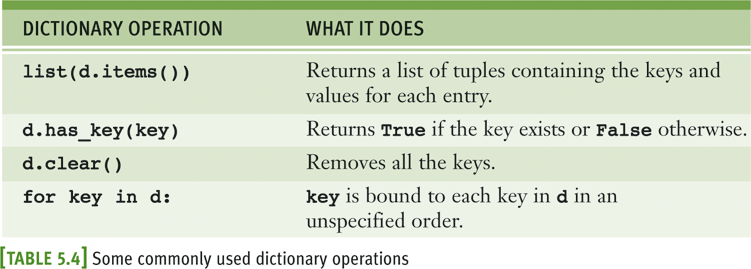 DICTIONARY OPERATION WHAT IT DOES
list(d.items()) Returns a list of tuples containing the keys and
values for each entry.
d.has_key(key) Returns True if the key exists or False otherwise.
d.clear() Removes all the keys.
for key in d: key is bound to each key in d in an
unspecified order.
[TABLE 5.4] Some commonly used dictionary operations